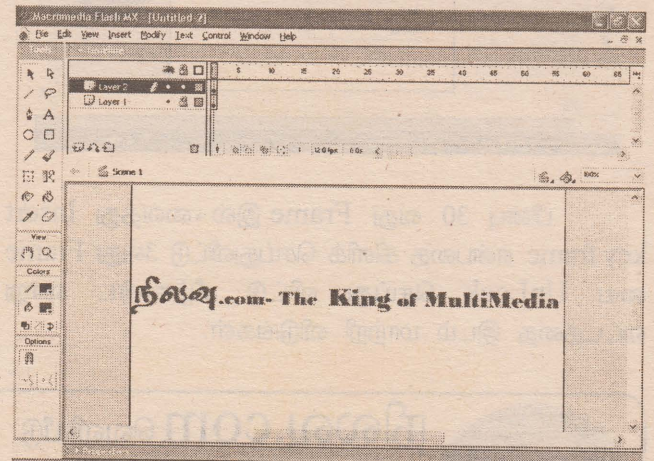 Macromedia Flash MX - [Untitled-2]
File Edit View Insert Modify Text Control Window Help
Tools
Timeline
5 10 15 20 25 30 35 40 45 50 55 60 65
Layer 2
Layer 1
1 12.0 fps 0.0s
Scene 1
100%
View
Colors
Options
நிலவு.com- The King of MultiMedia
Properties